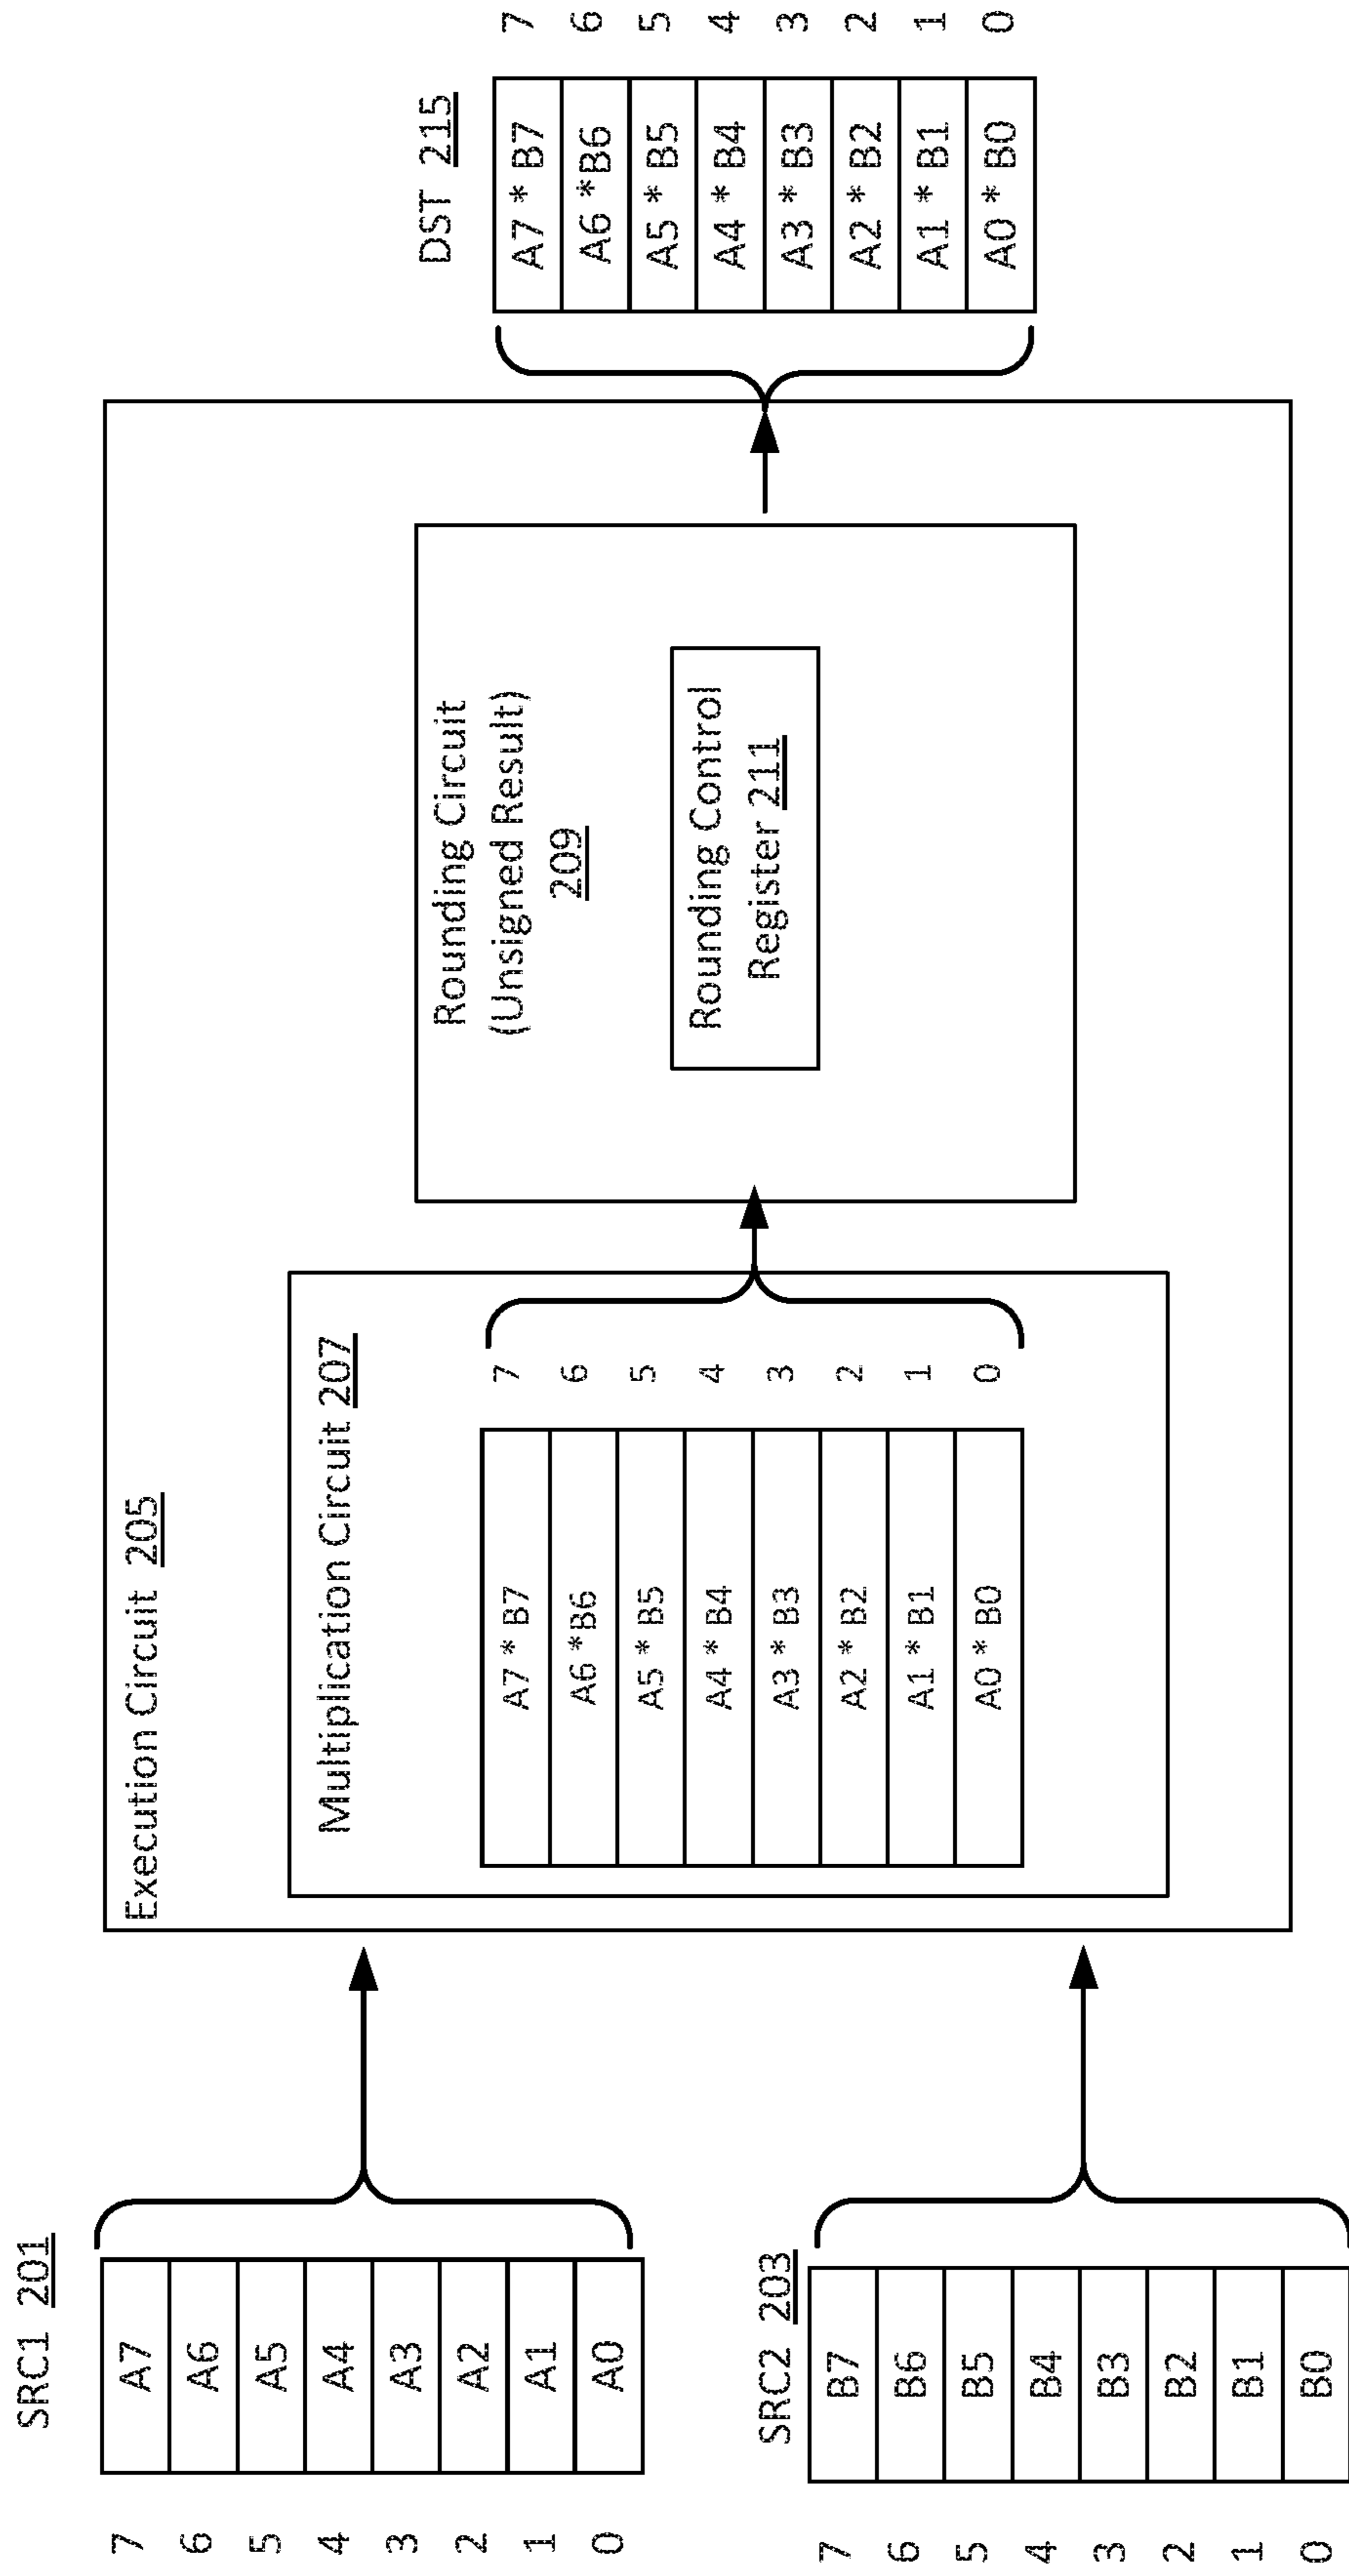 SRC1 201
7
A7
6
A6
5
A5
4
A4
3
A3
2
A2
1
A1
0
A0
SRC2 203
7
B7
6
B6
5
B5
4
B4
3
B3
2
B2
1
B1
0
B0
Execution Circuit 205
Multiplication Circuit 207
A7 * B7
7
A6 *B6
6
A5 * B5
5
A4 * B4
4
A3 * B3
3
A2 * B2
2
A1 * B1
1
A0 * B0
0
Rounding Circuit
(Unsigned Result)
209
Rounding Control
Register 211
DST 215
A7 * B7
7
A6 *B6
6
A5 * B5
5
A4 * B4
4
A3 * B3
3
A2 * B2
2
A1 * B1
1
A0 * B0
0